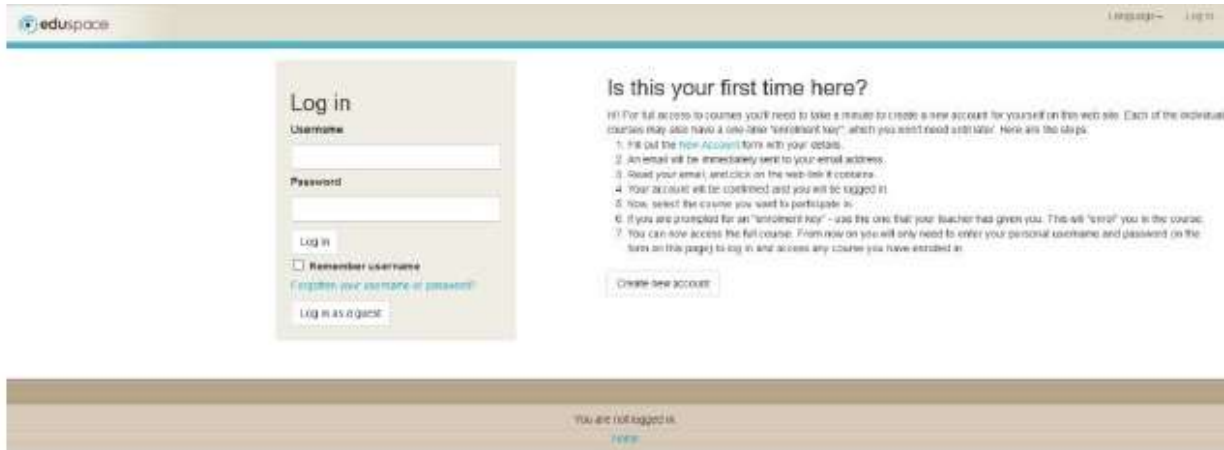 eduspace
Language
Log in
Log in
Username
Password
Log in
Remember username
Forgotten your username or password?
Log in as a guest
Is this your first time here?
Hi! For full access to courses you'll need to take a minute to create a new account for yourself on this web site. Each of the individual
courses may also have a one-time "enrolment key", which you won't need until later. Here are the steps:
1. Fill out the New Account form with your details.
2. An email will be immediately sent to your email address.
3. Read your email, and click on the web link it contains.
4. Your account will be confirmed and you will be logged in.
5. Now, select the course you want to participate in.
6. If you are prompted for an "enrolment key" - use the one that your teacher has given you. This will "enrol" you in the course.
7. You can now access the full course. From now on you will only need to enter your personal username and password (in the
form on this page) to log in and access any course you have enrolled in.
Create new account
You are not logged in.
Home